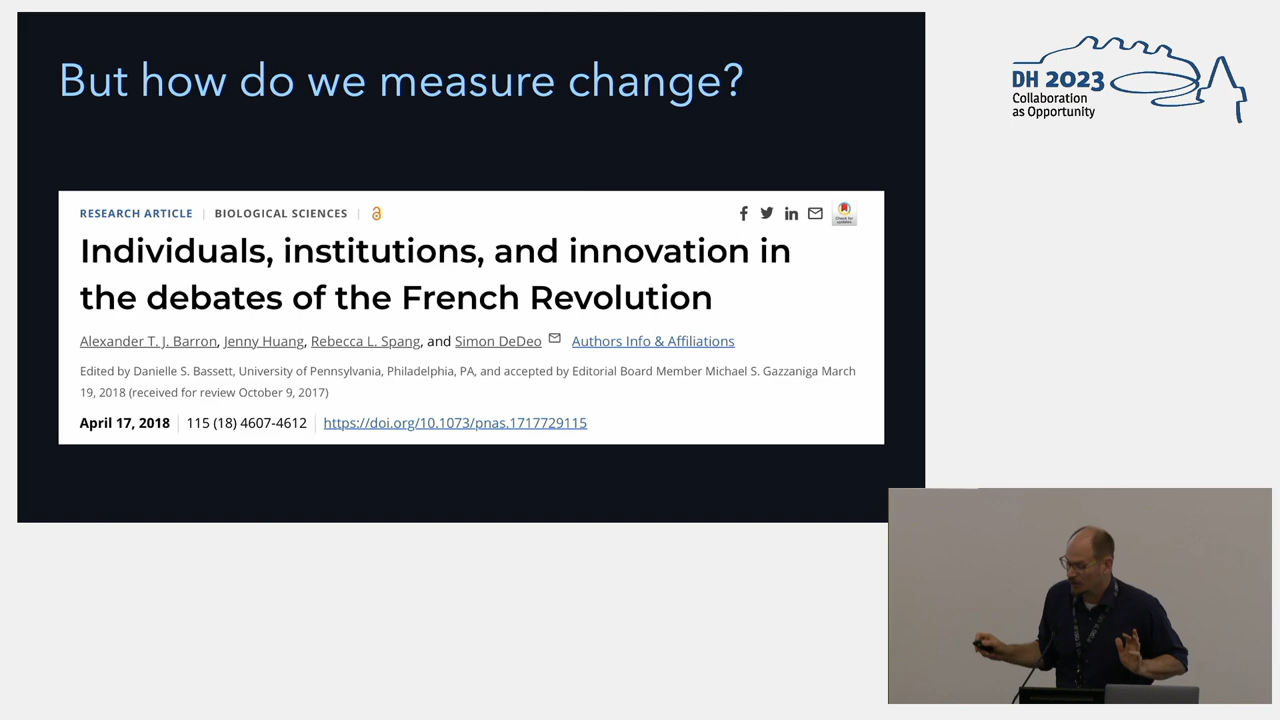 But how do we measure change?
DH 2023
Collaboration
as Opportunity
RESEARCH ARTICLE | BIOLOGICAL SCIENCES |
Check for
updates
Individuals, institutions, and innovation in
the debates of the French Revolution
Alexander T. J. Barron, Jenny Huang, Rebecca L. Spang, and Simon DeDeo Authors Info & Affiliations
Edited by Danielle S. Bassett, University of Pennsylvania, Philadelphia, PA, and accepted by Editorial Board Member Michael S. Gazzaniga March
19, 2018 (received for review October 9, 2017)
April 17, 2018 | 115 (18) 4607-4612 | https://doi.org/10.1073/pnas.1717729115